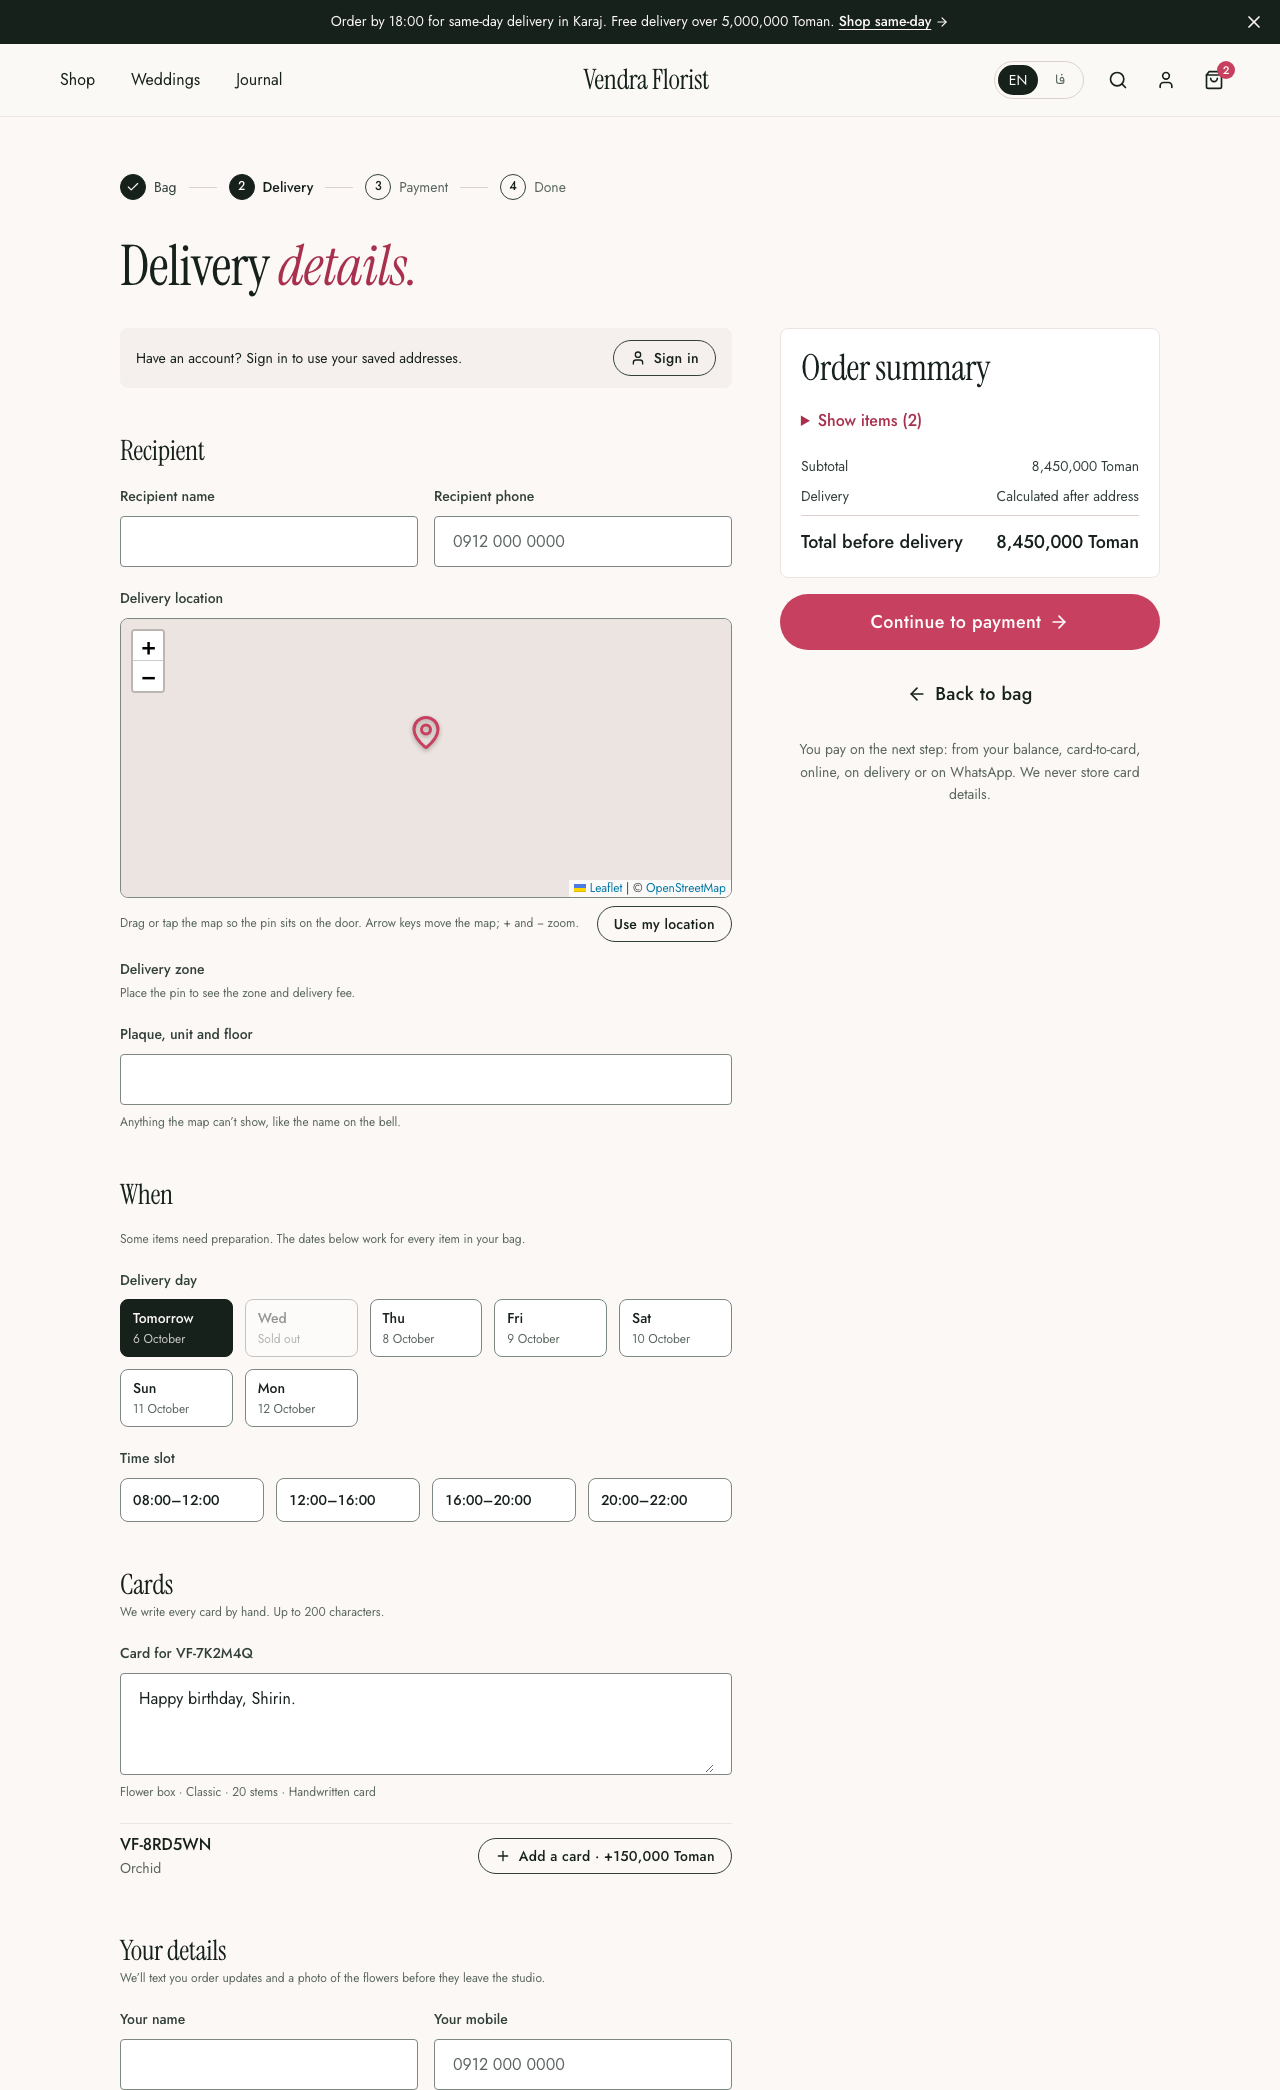 Order by 18:00 for same-day delivery in Karaj. Free delivery over 5,000,000 Toman. Shop same-day →
Shop
Weddings
Journal
Vendra Florist
EN
فا
2
Bag
2 Delivery
3 Payment
4 Done
Delivery details.
Have an account? Sign in to use your saved addresses.
Sign in
Recipient
Recipient name
Recipient phone
0912 000 0000
Delivery location
+
−
Leaflet | © OpenStreetMap
Drag or tap the map so the pin sits on the door. Arrow keys move the map; + and − zoom.
Use my location
Delivery zone
Place the pin to see the zone and delivery fee.
Plaque, unit and floor
Anything the map can’t show, like the name on the bell.
When
Some items need preparation. The dates below work for every item in your bag.
Delivery day
Tomorrow
6 October
Wed
Sold out
Thu
8 October
Fri
9 October
Sat
10 October
Sun
11 October
Mon
12 October
Time slot
08:00–12:00
12:00–16:00
16:00–20:00
20:00–22:00
Cards
We write every card by hand. Up to 200 characters.
Card for VF-7K2M4Q
Happy birthday, Shirin.
Flower box · Classic · 20 stems · Handwritten card
VF-8RD5WN
Orchid
+ Add a card · +150,000 Toman
Your details
We’ll text you order updates and a photo of the flowers before they leave the studio.
Your name
Your mobile
0912 000 0000
Order summary
▶ Show items (2)
Subtotal 8,450,000 Toman
Delivery Calculated after address
Total before delivery 8,450,000 Toman
Continue to payment →
← Back to bag
You pay on the next step: from your balance, card-to-card,
online, on delivery or on WhatsApp. We never store card
details.